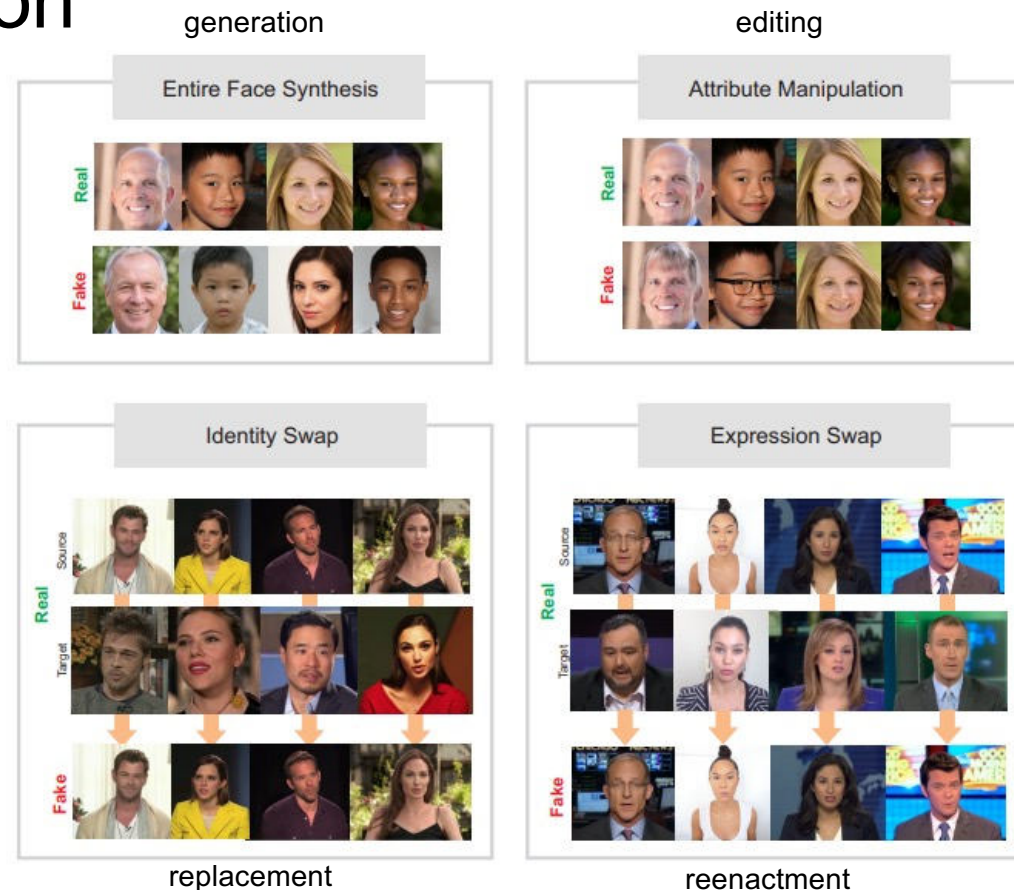 on
generation
editing
Entire Face Synthesis
Real
Fake
Attribute Manipulation
Real
Fake
Identity Swap
Real
Source
Target
Fake
Expression Swap
Real
Source
Target
Fake
replacement
reenactment